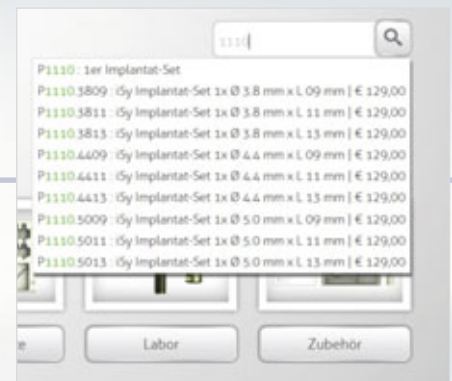 1110
P1110 : 1er Implantat-Set
P1110.3809 : iSy Implantat-Set 1x Ø 3.8 mm x L 09 mm | € 129,00
P1110.3811 : iSy Implantat-Set 1x Ø 3.8 mm x L 11 mm | € 129,00
P1110.3813 : iSy Implantat-Set 1x Ø 3.8 mm x L 13 mm | € 129,00
P1110.4409 : iSy Implantat-Set 1x Ø 4.4 mm x L 09 mm | € 129,00
P1110.4411 : iSy Implantat-Set 1x Ø 4.4 mm x L 11 mm | € 129,00
P1110.4413 : iSy Implantat-Set 1x Ø 4.4 mm x L 13 mm | € 129,00
P1110.5009 : iSy Implantat-Set 1x Ø 5.0 mm x L 09 mm | € 129,00
P1110.5011 : iSy Implantat-Set 1x Ø 5.0 mm x L 11 mm | € 129,00
P1110.5013 : iSy Implantat-Set 1x Ø 5.0 mm x L 13 mm | € 129,00
Labor Zubehör